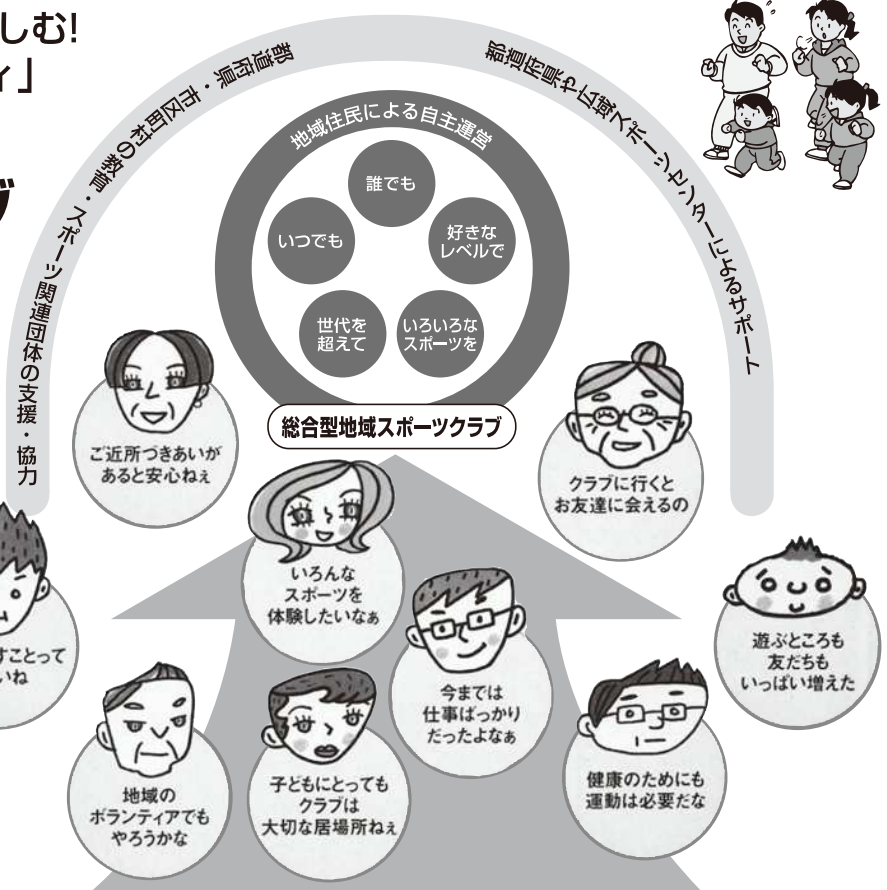 しむ!
ィ」
ブ
都道府県・市区町村の教育・スポーツ関連団体の支援・協力
都道府県や広域スポーツセンターによるサポート
地域住民による自主運営
誰でも
いつでも
好きな
レベルで
世代を
超えて
いろいろな
スポーツを
総合型地域スポーツクラブ
ご近所づきあいが
あると安心ねぇ
クラブに行くと
お友達に会えるの
いろんな
スポーツを
体験したいなぁ
すことって
いね
今までは
仕事ばっかり
だったよなぁ
遊ぶところも
友だちも
いっぱい増えた
地域の
ボランティアでも
やろうかな
子どもにとっても
クラブは
大切な居場所ねぇ
健康のためにも
運動は必要だな